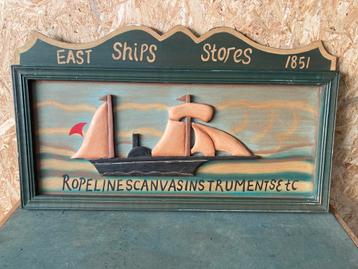 EAST Ships Stores 1851
ROPELINESCANVASINSTRUMENTSEtC